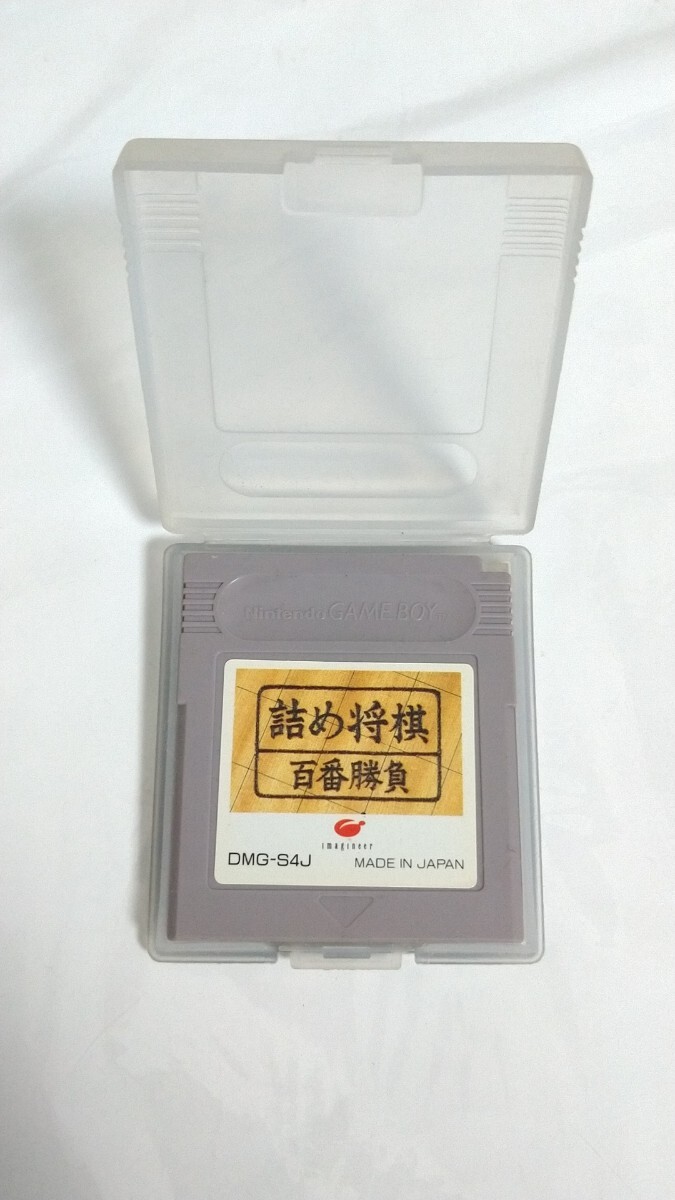 Nintendo GAME BOY
詰め将棋
百番勝負
imagineer
DMG-S4J MADE IN JAPAN